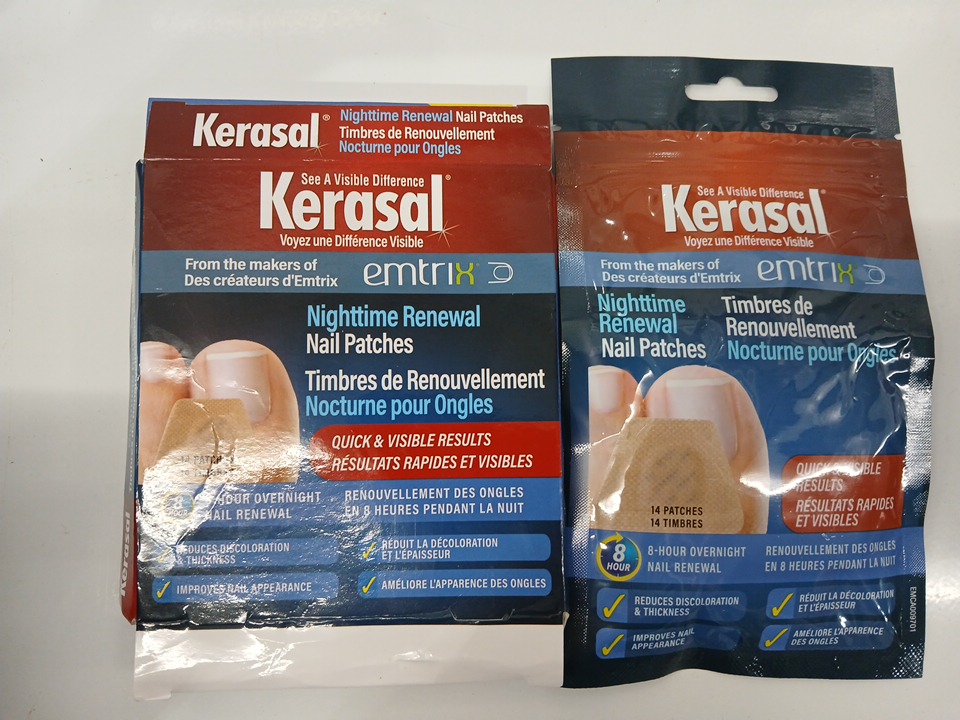 Kerasal®
Nighttime Renewal Nail Patches
Timbres de Renouvellement
Nocturne pour Ongles
See A Visible Difference
Kerasal®
Voyez une Différence Visible
From the makers of
Des créateurs d'Emtrix
emtrix
Nighttime Renewal
Nail Patches
Timbres de Renouvellement
Nocturne pour Ongles
QUICK & VISIBLE RESULTS
RÉSULTATS RAPIDES ET VISIBLES
8
8-HOUR OVERNIGHT
NAIL RENEWAL
RENOUVELLEMENT DES ONGLES
EN 8 HEURES PENDANT LA NUIT
REDUCES DISCOLORATION
& THICKNESS
RÉDUIT LA DÉCOLORATION
ET L'ÉPAISSEUR
IMPROVES NAIL APPEARANCE
AMÉLIORE L'APPARENCE DES ONGLES
Kerasal
See A Visible Difference
Kerasal®
Voyez une Différence Visible
From the makers of
Des créateurs d'Emtrix
emtrix
Nighttime
Renewal
Nail Patches
Timbres de
Renouvellement
Nocturne pour Ongles
14 PATCHES
14 TIMBRES
QUICK & VISIBLE
RESULTS
RÉSULTATS RAPIDES
ET VISIBLES
8
HOUR
8-HOUR OVERNIGHT
NAIL RENEWAL
RENOUVELLEMENT DES ONGLES
EN 8 HEURES PENDANT LA NUIT
REDUCES DISCOLORATION
& THICKNESS
RÉDUIT LA DÉCOLORATION
ET L'ÉPAISSEUR
IMPROVES NAIL
APPEARANCE
AMÉLIORE L'APPARENCE
DES ONGLES
EMCA009701